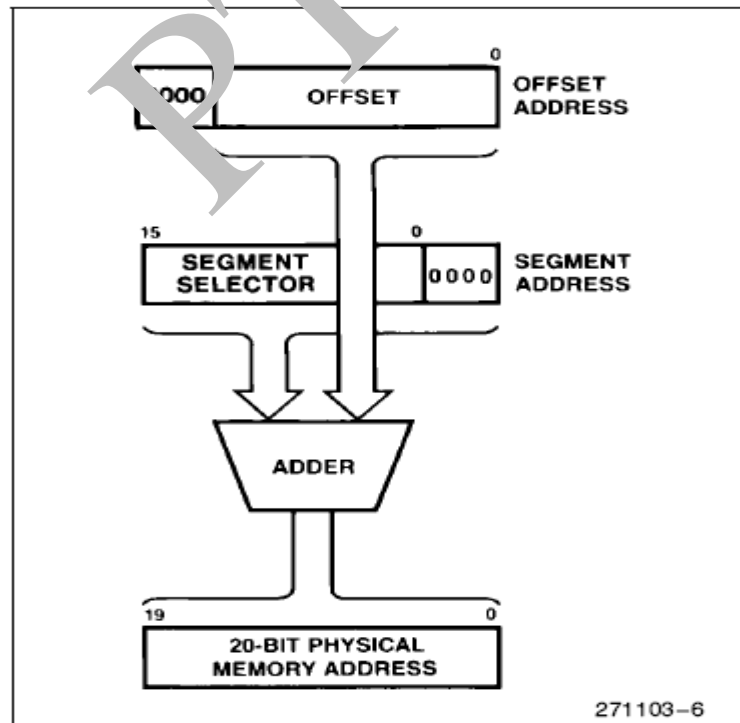 0
0000 OFFSET
OFFSET
ADDRESS
15 0
SEGMENT
SELECTOR
0000
SEGMENT
ADDRESS
ADDER
19 0
20-BIT PHYSICAL
MEMORY ADDRESS
271103-6